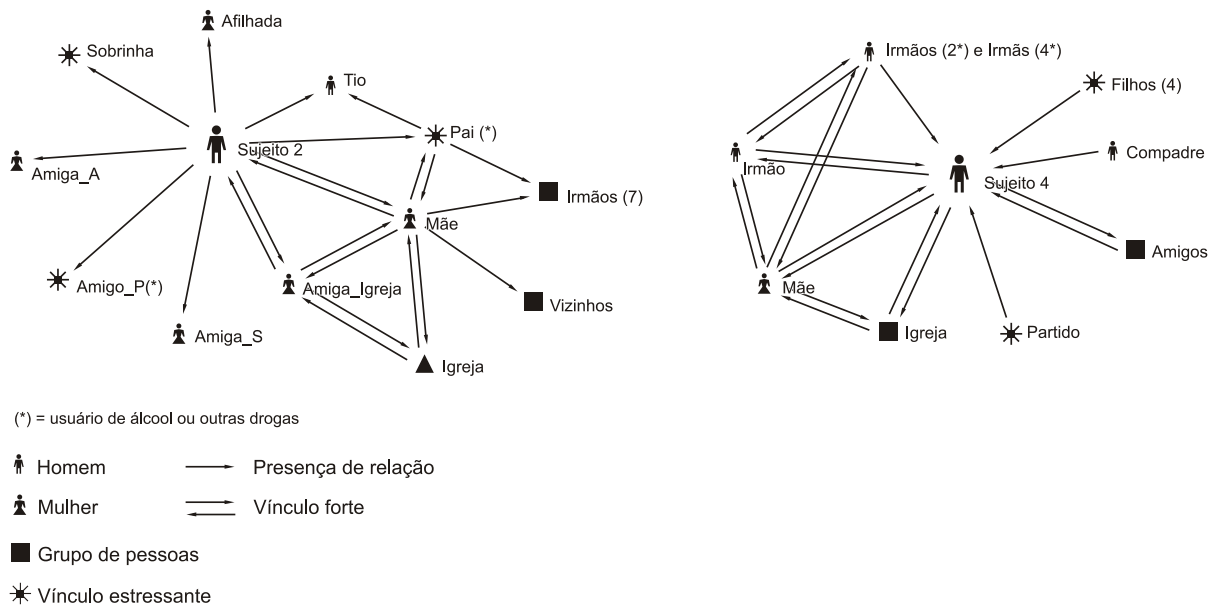 Afilhada
Sobrinha
Tio
Sujeito 2
Pai (*)
Amiga_A
Irmãos (7)
Mãe
Amigo_P(*)
Amiga_Igreja
Vizinhos
Amiga_S
Igreja
Irmãos (2*) e Irmãs (4*)
Filhos (4)
Compadre
Irmão
Sujeito 4
Amigos
Mãe
Igreja
Partido
(*) = usuário de álcool ou outras drogas
Homem
Presença de relação
Mulher
Vínculo forte
Grupo de pessoas
Vínculo estressante